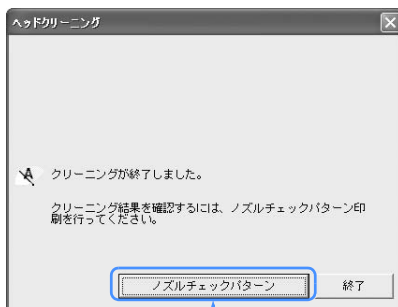 ヘッドクリーニング
クリーニングが終了しました。
クリーニング結果を確認するには、ノズルチェックパターン印
刷を行ってください。
ノズルチェックパターン
終了